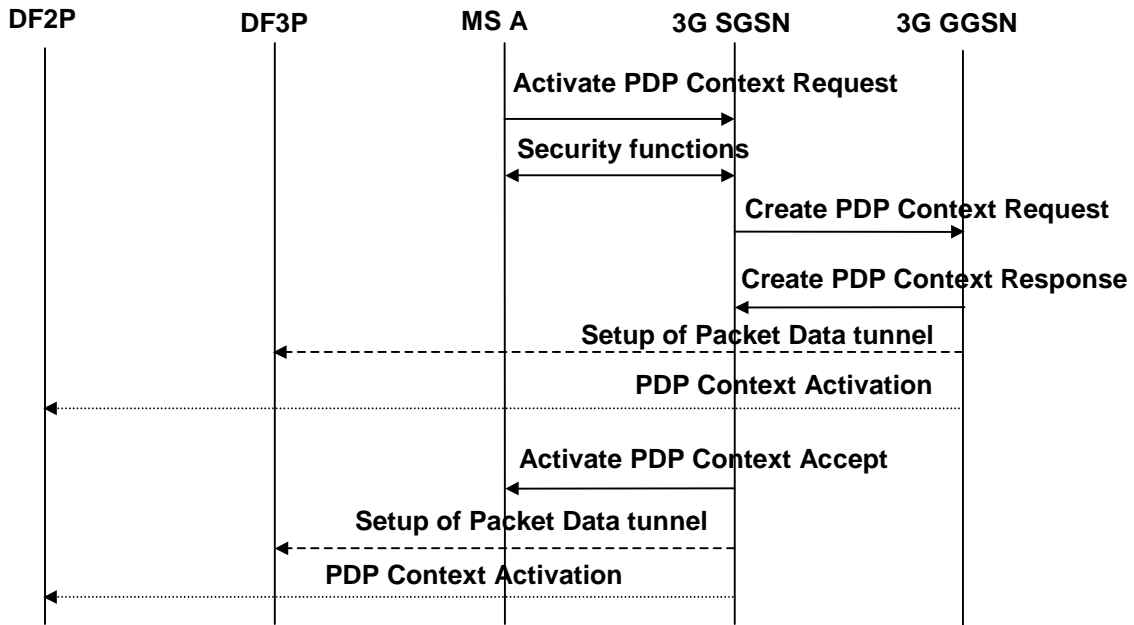 DF2P
DF3P
MS A
3G SGSN
3G GGSN
Activate PDP Context Request
Security functions
Create PDP Context Request
Create PDP Context Response
Setup of Packet Data tunnel
PDP Context Activation
Activate PDP Context Accept
Setup of Packet Data tunnel
PDP Context Activation